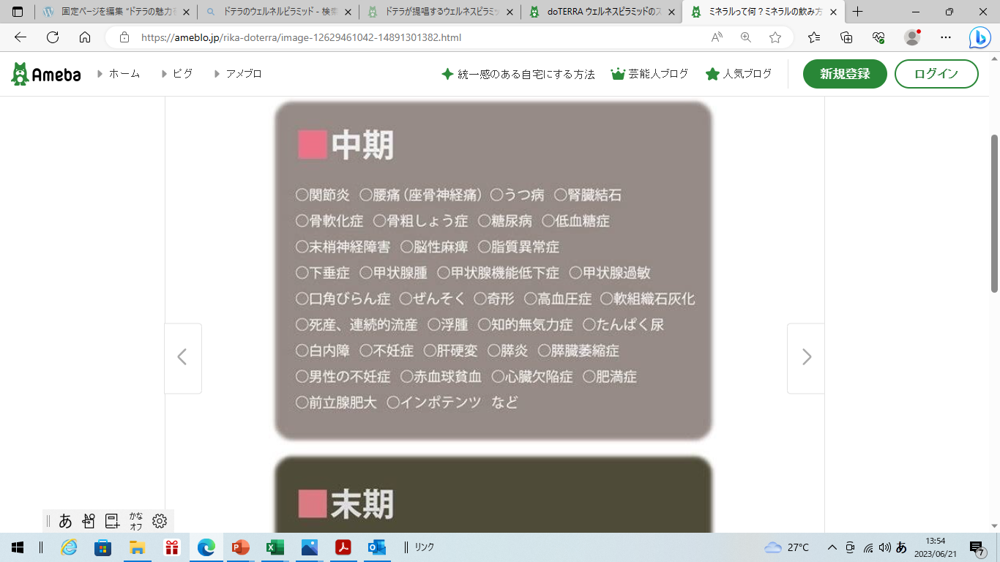 固定ページを編集 "ドテラの魅力を
ドテラのウェルネルピラミッド - 検索
ドテラが提唱するウェルネスピラミッ
doTERRA ウェルネスピラミッドのス
ミネラルって何？ミネラルの飲み方
https://ameblo.jp/rika-doterra/image-12629461042-14891301382.html
Ameba ホーム ピグ アメブロ 統一感のある自宅にする方法 芸能人ブログ 人気ブログ 新規登録 ログイン
中期
○関節炎 ○腰痛(座骨神経痛) ○うつ病 ○腎臓結石
○骨軟化症 ○骨粗しょう症 ○糖尿病 ○低血糖症
○末梢神経障害 ○脳性麻痺 ○脂質異常症
○下垂症 ○甲状腺腫 ○甲状腺機能低下症 ○甲状腺過敏
○口角びらん症 ○ぜんそく ○奇形 ○高血圧症 ○軟組織石灰化
○死産、連続的流産 ○浮腫 ○知的無気力症 ○たんぱく尿
○白内障 ○不妊症 ○肝硬変 ○膵炎 ○膵臓萎縮症
○男性の不妊症 ○赤血球貧血 ○心臓欠陥症 ○肥満症
○前立腺肥大 ○インポテンツ など
末期
あ かな
オフ
リンク 27°C あ 13:54
2023/06/21 7